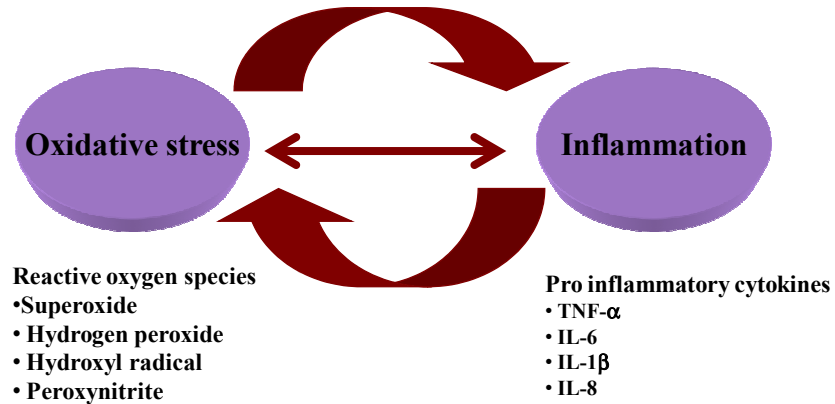 Oxidative stress
Inflammation
Reactive oxygen species
•Superoxide
• Hydrogen peroxide
• Hydroxyl radical
• Peroxynitrite
Pro inflammatory cytokines
• TNF-α
• IL-6
• IL-1β
• IL-8